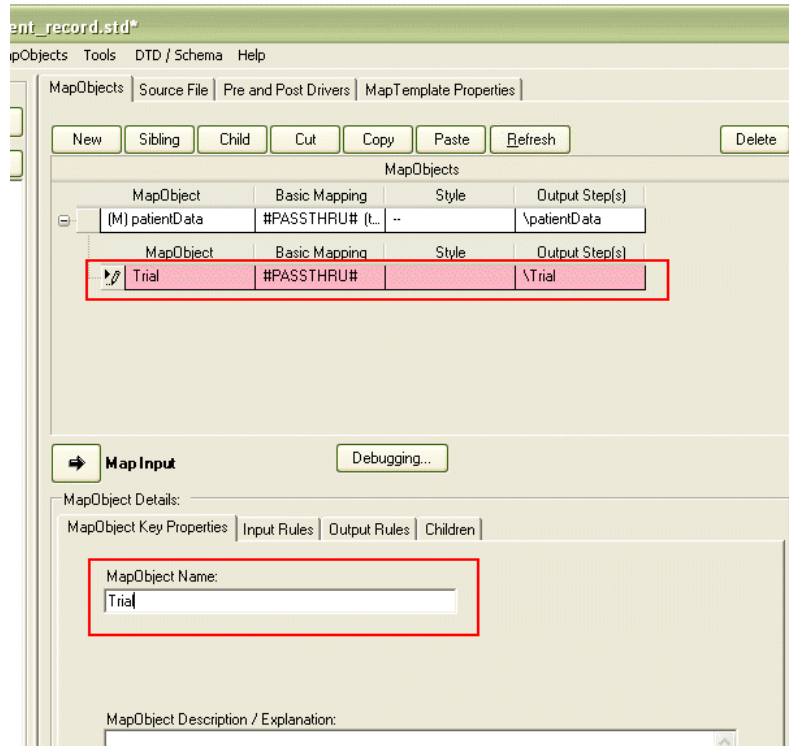 ent_record.std*
apObjects Tools DTD / Schema Help
MapObjects Source File Pre and Post Drivers MapTemplate Properties
New Sibling Child Cut Copy Paste Refresh Delete
MapObjects
MapObject Basic Mapping Style Output Step(s)
(M) patientData #PASSTHRU# (t... -- \patientData
MapObject Basic Mapping Style Output Step(s)
Trial #PASSTHRU# \Trial
Map Input Debugging...
MapObject Details:
MapObject Key Properties Input Rules Output Rules Children
MapObject Name:
Trial
MapObject Description / Explanation: